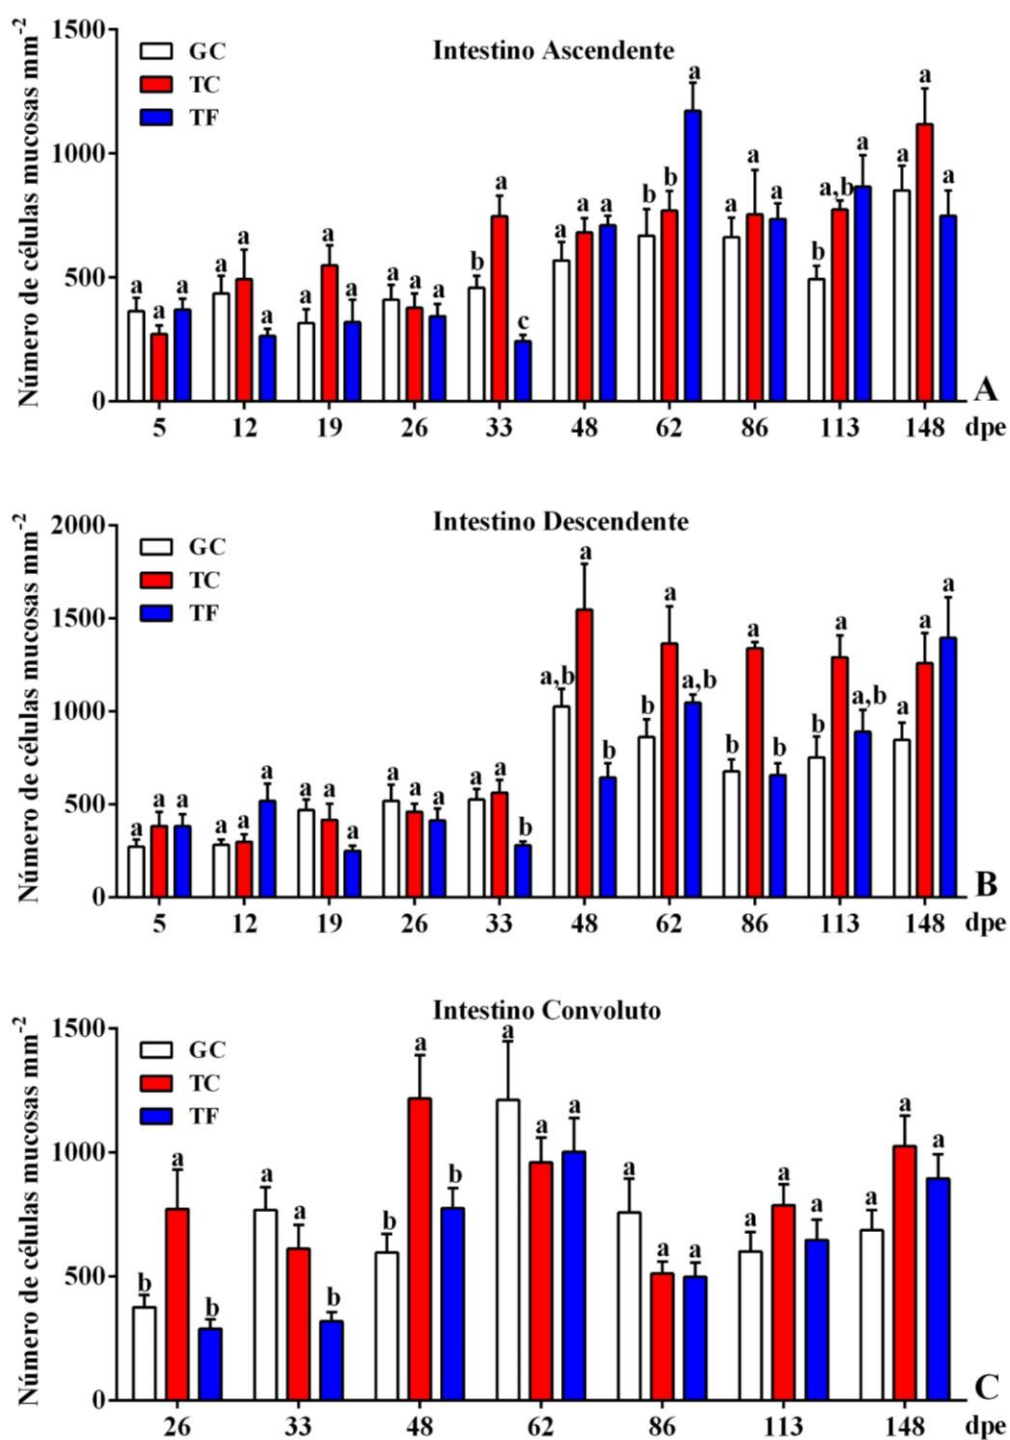 Intestino Ascendente
Número de células mucosas mm-2
GC
TC
TF
1500
1000
500
0
a a a a a a a a a a a a b a c a a a b b a a a a b a,b a a a a
5 12 19 26 33 48 62 86 113 148 dpe
A
Intestino Descendente
Número de células mucosas mm-2
GC
TC
TF
2000
1500
1000
500
0
a a a a a a a a a a a a a a b a,b a b b a a,b b a b b a a,b a a a
5 12 19 26 33 48 62 86 113 148 dpe
B
Intestino Convoluto
Número de células mucosas mm-2
GC
TC
TF
1500
1000
500
0
b a b a a b b a b a a a a a a a a a a a a
26 33 48 62 86 113 148 dpe
C